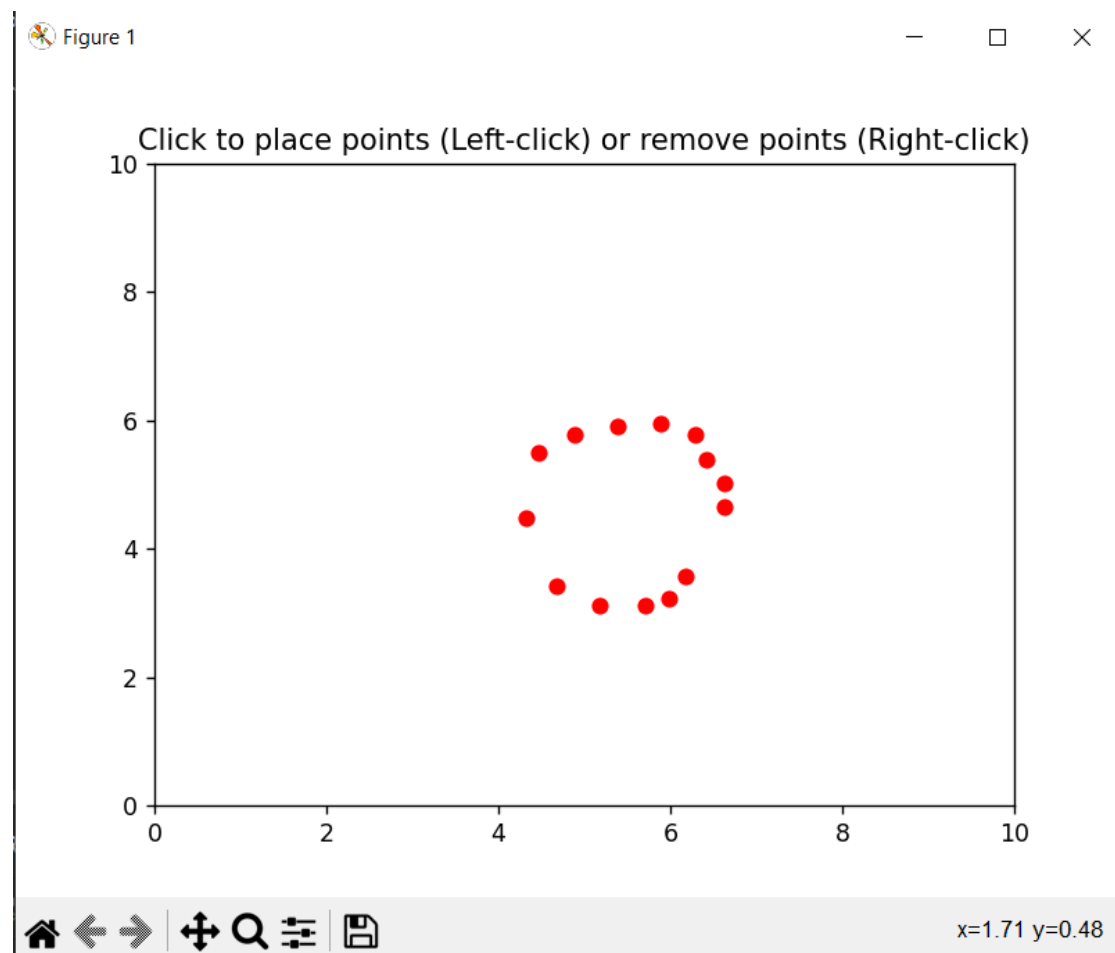 Figure 1
Click to place points (Left-click) or remove points (Right-click)
10
8
6
4
2
0
0 2 4 6 8 10
x=1.71 y=0.48